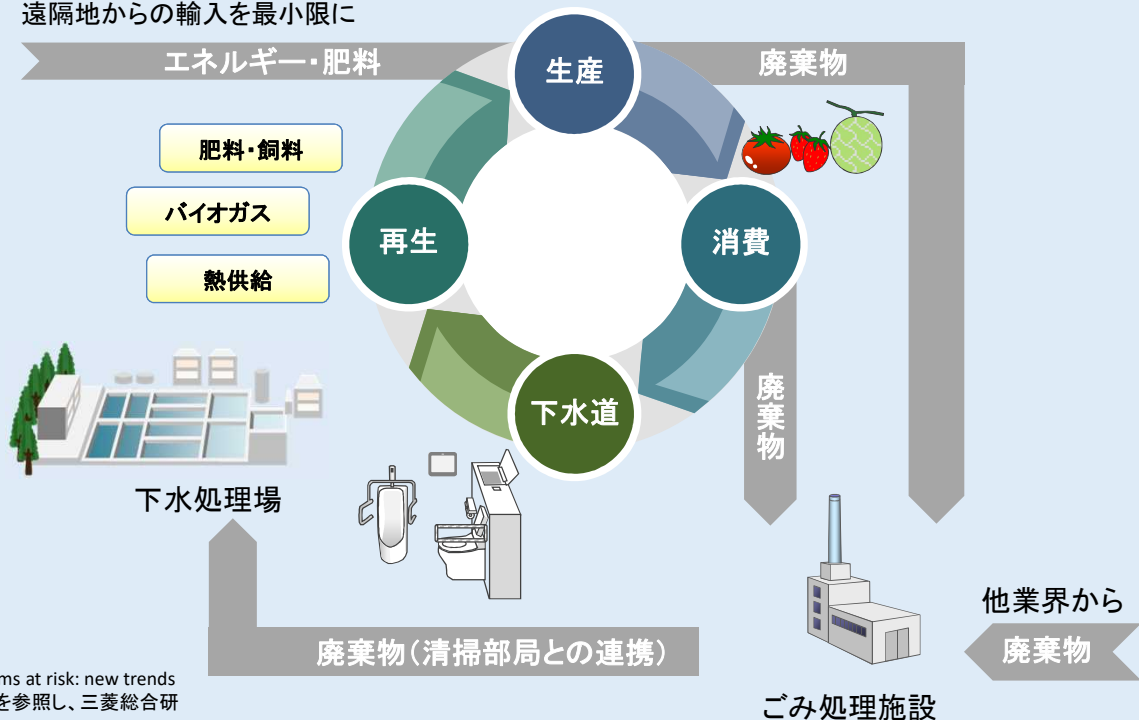 遠隔地からの輸入を最小限に
エネルギー・肥料
生産
廃棄物
肥料・飼料
バイオガス
再生
消費
熱供給
廃棄物
下水道
下水処理場
他業界から
廃棄物(清掃部局との連携)
廃棄物
ms at risk: new trends
を参照し、三菱総合研
ごみ処理施設